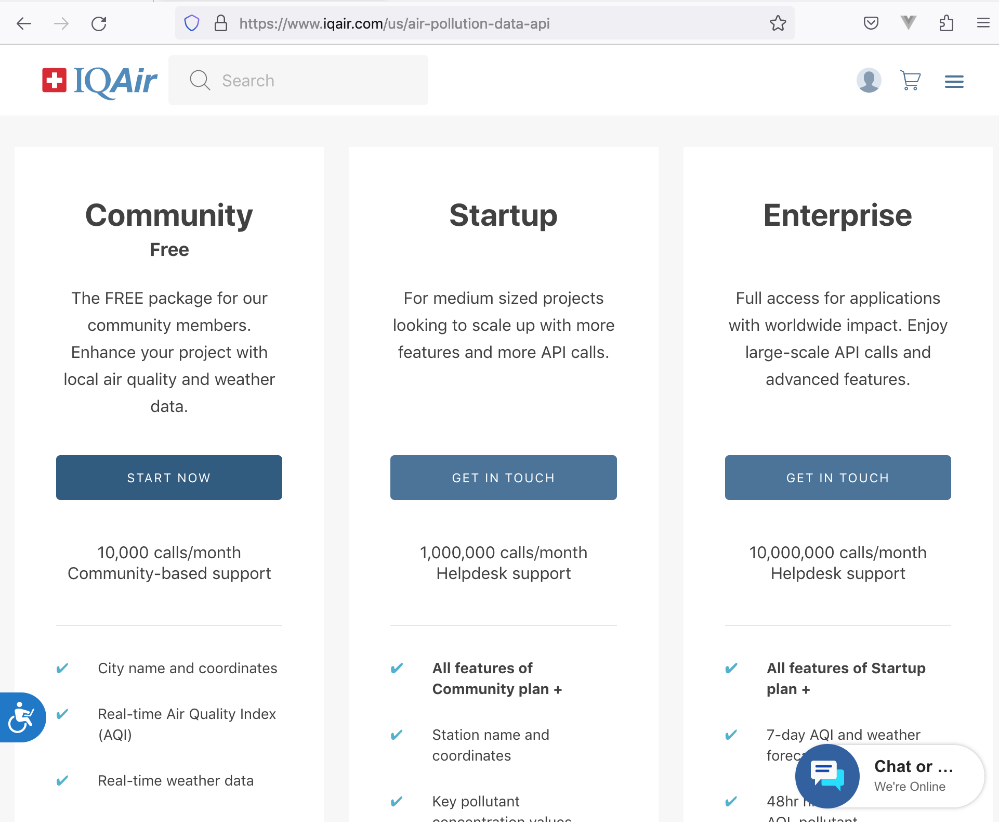 https://www.iqair.com/us/air-pollution-data-api
IQAir
Search
Community
Free
The FREE package for our
community members.
Enhance your project with
local air quality and weather
data.
START NOW
10,000 calls/month
Community-based support
City name and coordinates
Real-time Air Quality Index
(AQI)
Real-time weather data
Startup
For medium sized projects
looking to scale up with more
features and more API calls.
GET IN TOUCH
1,000,000 calls/month
Helpdesk support
All features of
Community plan +
Station name and
coordinates
Key pollutant
concentration values
Enterprise
Full access for applications
with worldwide impact. Enjoy
large-scale API calls and
advanced features.
GET IN TOUCH
10,000,000 calls/month
Helpdesk support
All features of Startup
plan +
7-day AQI and weather
48hr
AQI, pollutant
Chat or ...
We're Online